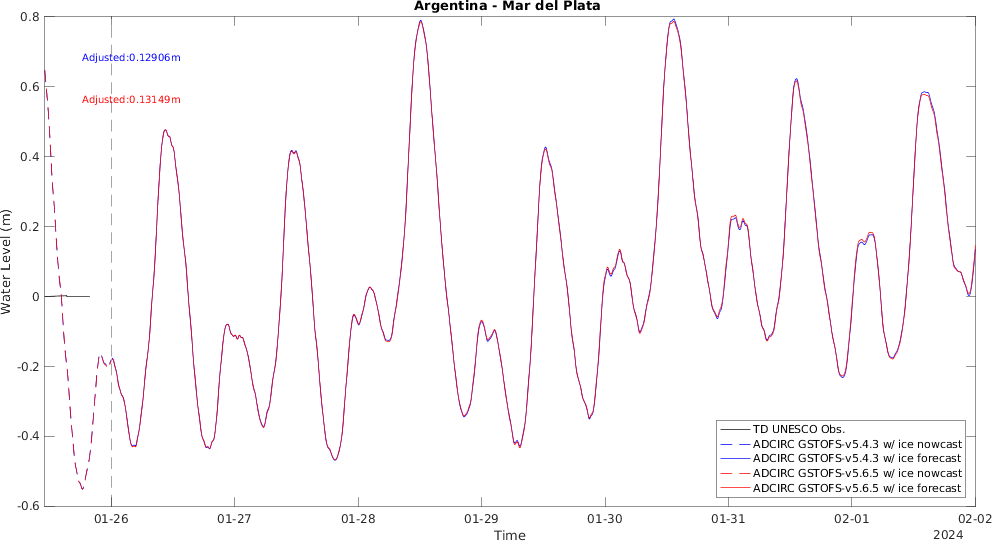 Argentina - Mar del Plata
0.8
Adjusted:0.12906m
0.6
Adjusted:0.13149m
0.4
0.2
0
-0.2
-0.4
-0.6
Water Level (m)
TD UNESCO Obs.
ADCIRC GSTOFS-v5.4.3 w/ ice nowcast
ADCIRC GSTOFS-v5.4.3 w/ ice forecast
ADCIRC GSTOFS-v5.6.5 w/ ice nowcast
ADCIRC GSTOFS-v5.6.5 w/ ice forecast
01-26 01-27 01-28 01-29 01-30 01-31 02-01 02-02
Time
2024